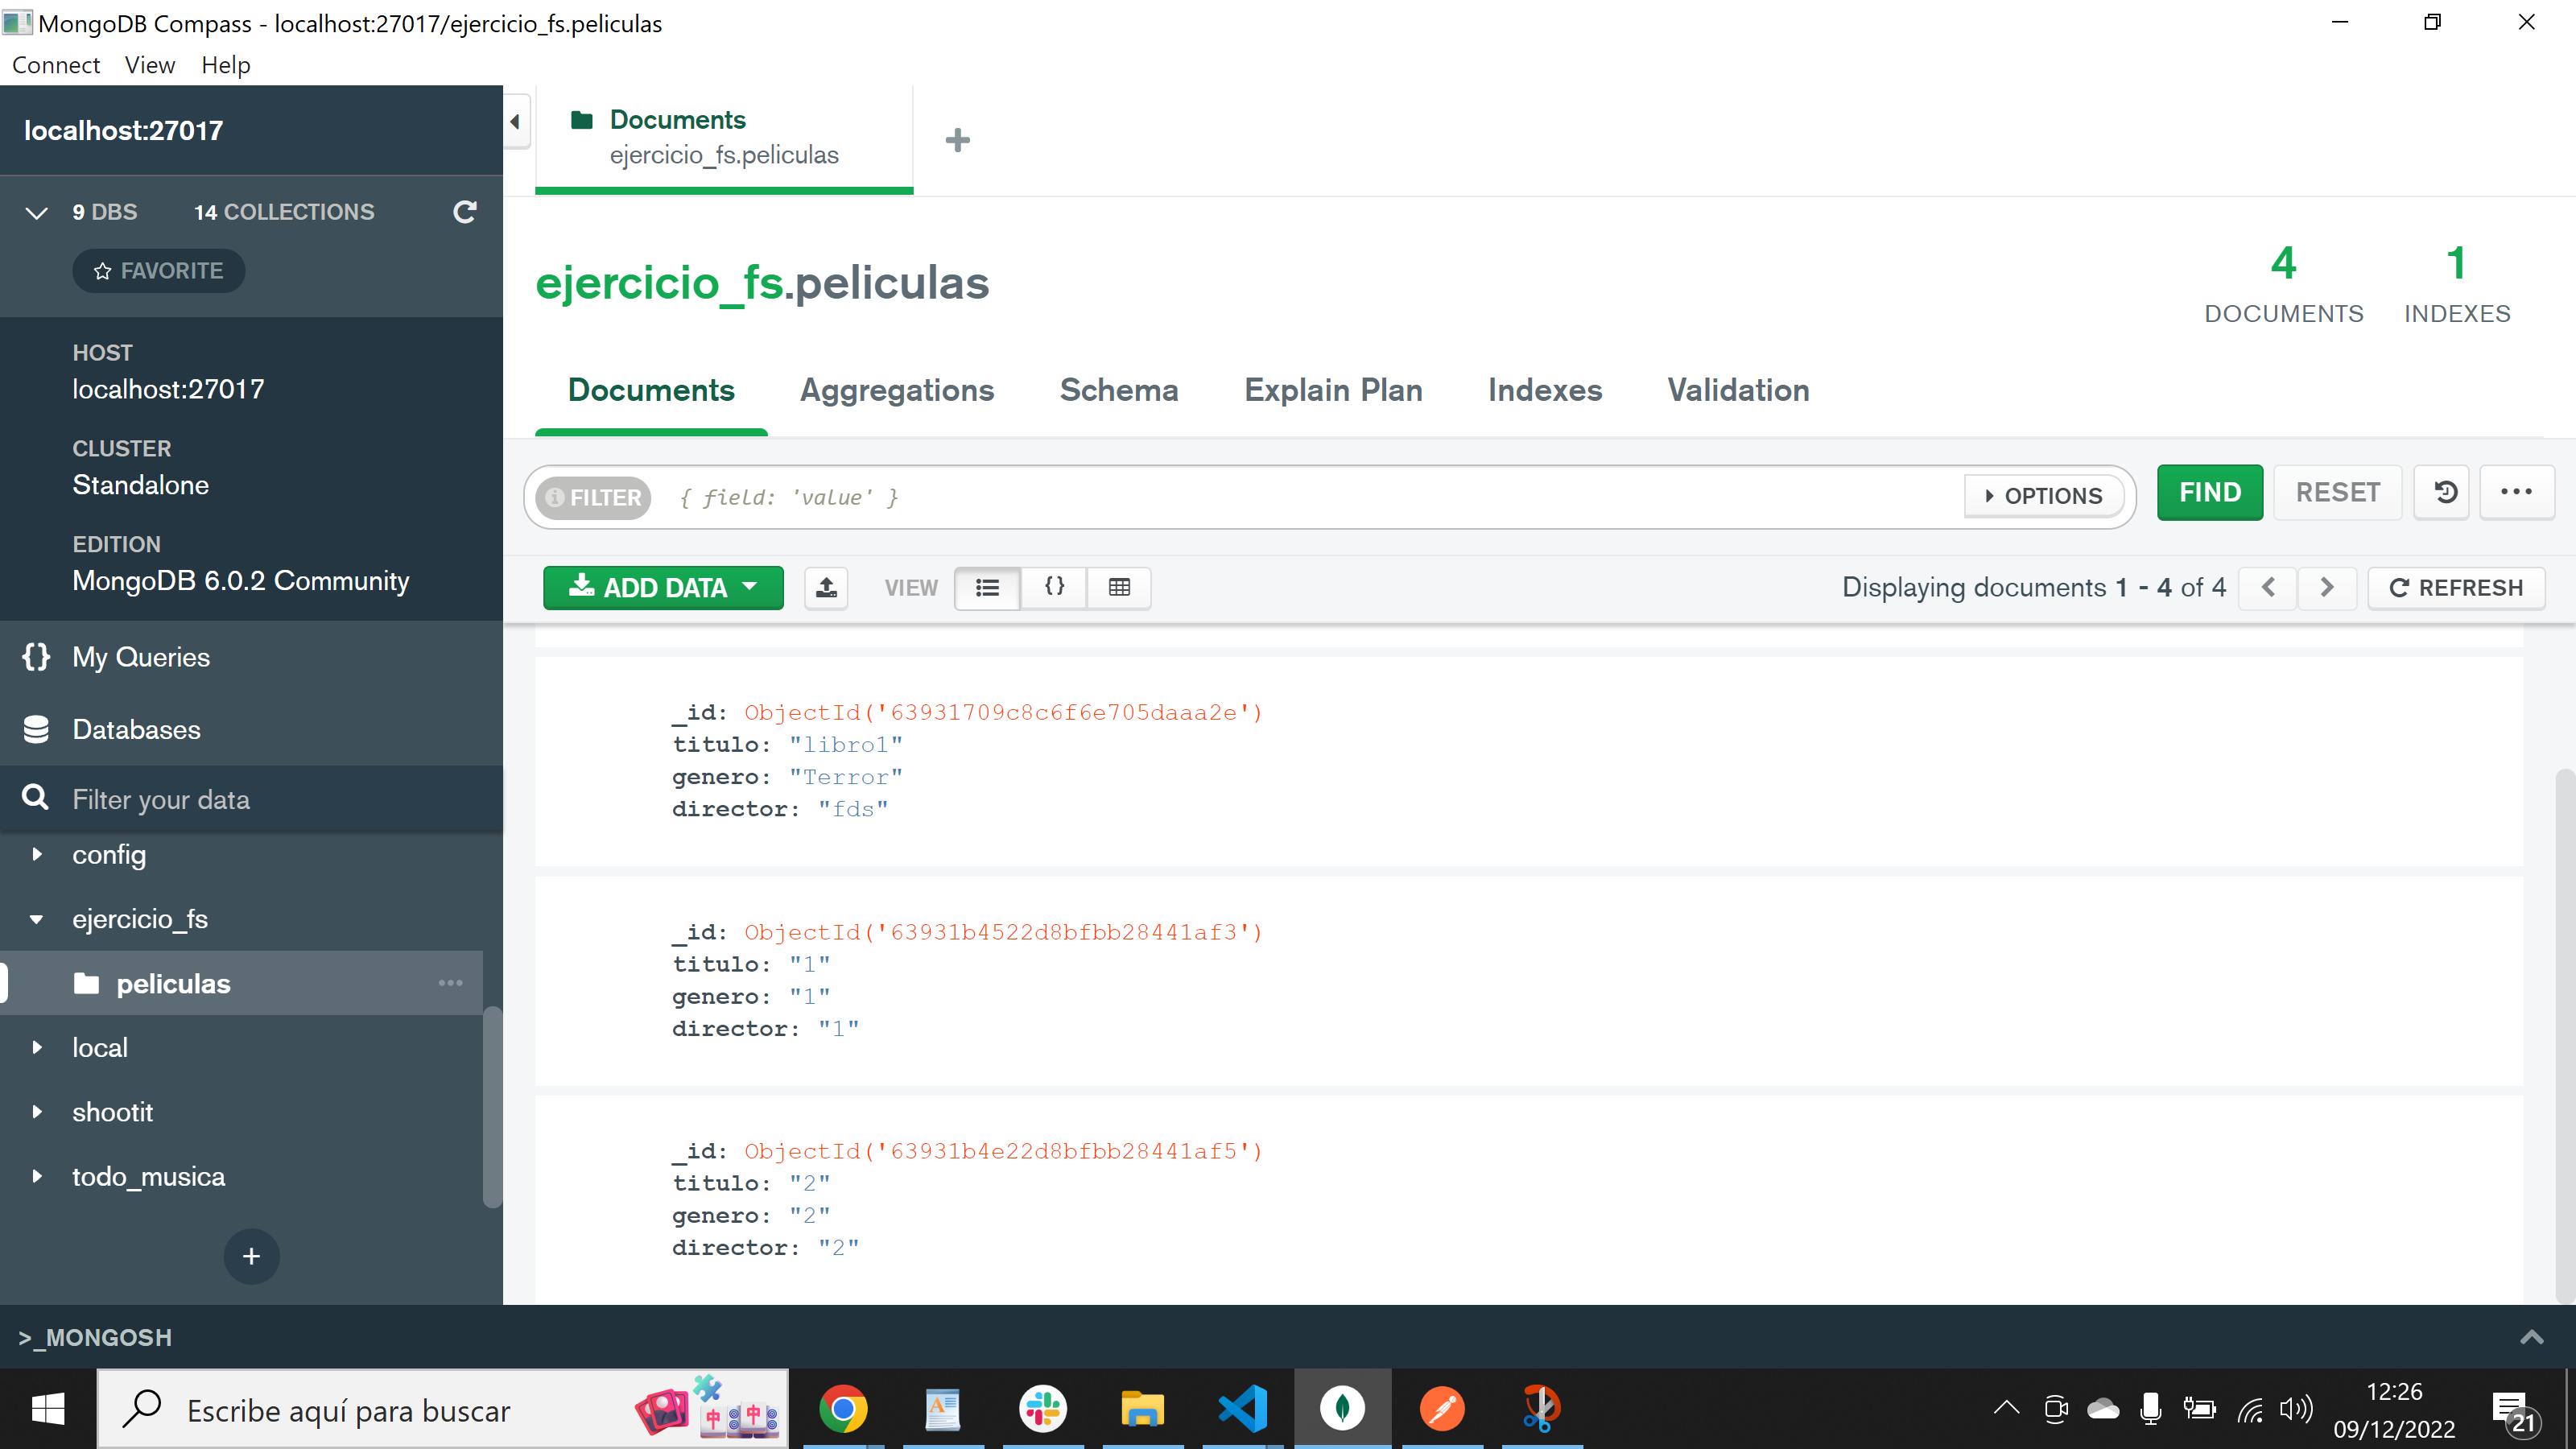 MongoDB Compass - localhost:27017/ejercicio_fs.peliculas
Connect View Help
localhost:27017
9 DBS 14 COLLECTIONS
FAVORITE
HOST
localhost:27017
CLUSTER
Standalone
EDITION
MongoDB 6.0.2 Community
{} My Queries
Databases
Filter your data
config
ejercicio_fs
peliculas
local
shootit
todo_musica
+
Documents
ejercicio_fs.peliculas
+
ejercicio_fs.peliculas
4
DOCUMENTS
1
INDEXES
Documents Aggregations Schema Explain Plan Indexes Validation
FILTER { field: 'value' } OPTIONS FIND RESET
ADD DATA VIEW {} Displaying documents 1 - 4 of 4 REFRESH
_id: ObjectId('63931709c8c6f6e705daaa2e')
titulo: "libro1"
genero: "Terror"
director: "fds"
_id: ObjectId('63931b4522d8bfbb28441af3')
titulo: "1"
genero: "1"
director: "1"
_id: ObjectId('63931b4e22d8bfbb28441af5')
titulo: "2"
genero: "2"
director: "2"
>_MONGOSH
Escribe aquí para buscar
12:26
09/12/2022
21